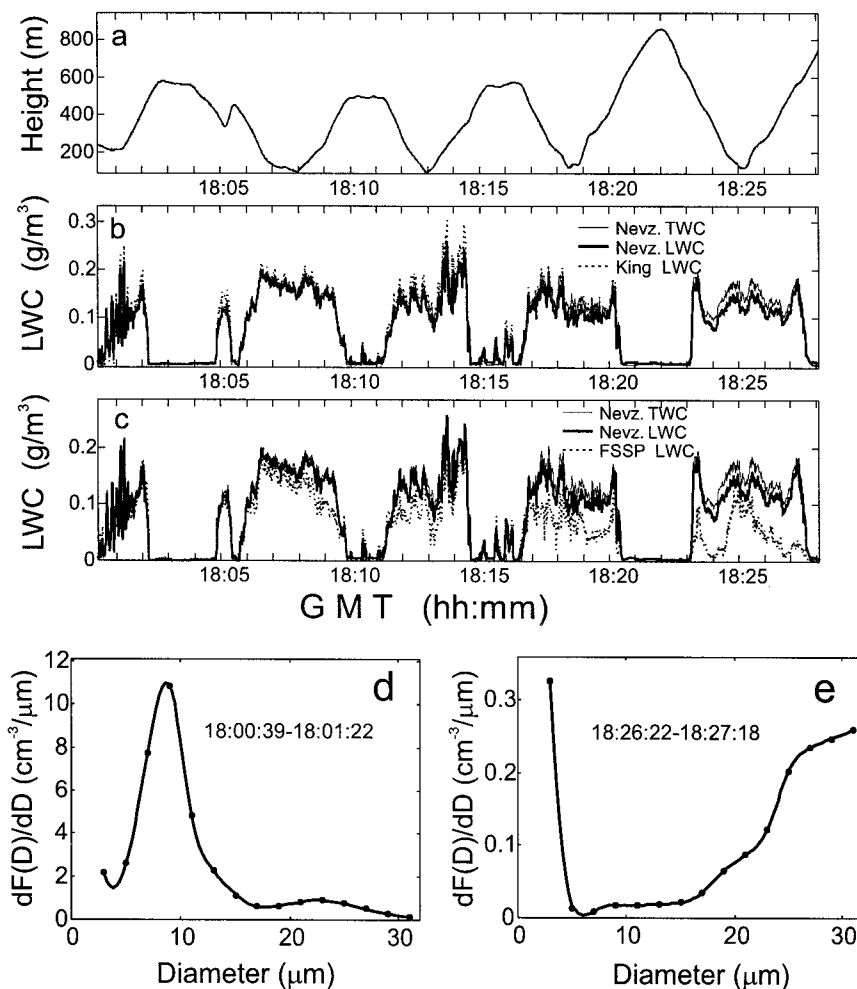 a
Height (m)
800
600
400
200
18:05 18:10 18:15 18:20 18:25
b
LWC (g/m³)
0.3
0.2
0.1
0
Nevz. TWC
Nevz. LWC
King LWC
18:05 18:10 18:15 18:20 18:25
c
LWC (g/m³)
0.2
0.1
0
Nevz. TWC
Nevz. LWC
FSSP LWC
18:05 18:10 18:15 18:20 18:25
GMT (hh:mm)
d
dF(D)/dD (cm⁻³/μm)
12
10
8
6
4
2
0
18:00:39-18:01:22
0 10 20 30
Diameter (μm)
e
dF(D)/dD (cm⁻³/μm)
0.3
0.2
0.1
0
18:26:22-18:27:18
0 10 20 30
Diameter (μm)